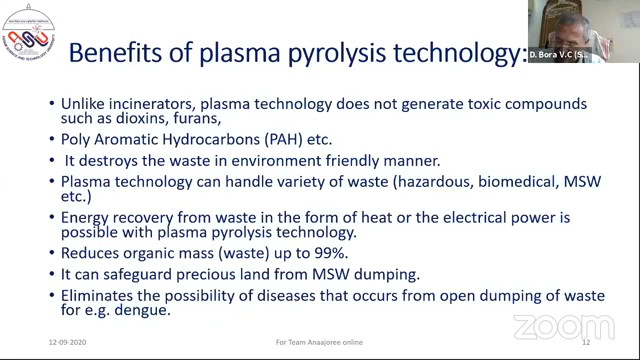 Benefits of plasma pyrolysis technology:
D. Bora V.C (S...
Unlike incinerators, plasma technology does not generate toxic compounds
such as dioxins, furans,
Poly Aromatic Hydrocarbons (PAH) etc.
It destroys the waste in environment friendly manner.
Plasma technology can handle variety of waste (hazardous, biomedical, MSW
etc.)
Energy recovery from waste in the form of heat or the electrical power is
possible with plasma pyrolysis technology.
Reduces organic mass (waste) up to 99%.
It can safeguard precious land from MSW dumping.
Eliminates the possibility of diseases that occurs from open dumping of waste
for e.g. dengue.
12-09-2020
For Team Anaajoree online
12
zoom